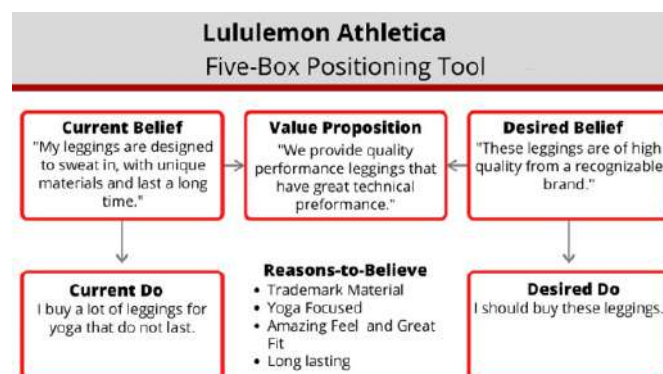 Lululemon Athletica
Five-Box Positioning Tool
Current Belief
"My leggings are designed
to sweat in, with unique
materials and last a long
time."
Value Proposition
"We provide quality
performance leggings that
have great technical
preformance."
Desired Belief
"These leggings are of high
quality from a recognizable
brand."
Current Do
I buy a lot of leggings for
yoga that do not last.
Reasons-to-Believe
• Trademark Material
• Yoga Focused
• Amazing Feel and Great
Fit
• Long lasting
Desired Do
I should buy these leggings.